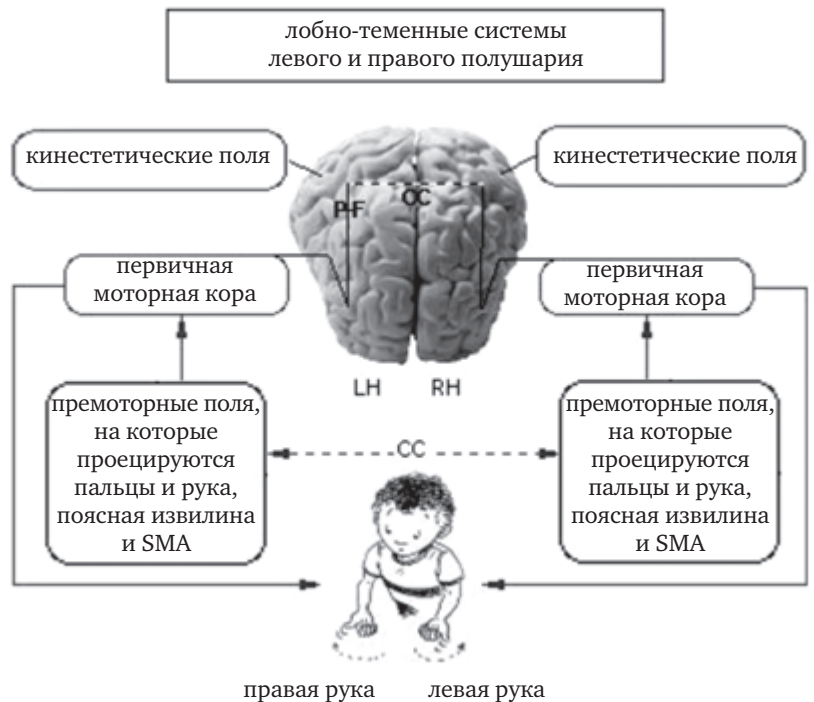 лобно-теменные системы
левого и правого полушария
кинестетические поля
кинестетические поля
P-F
CC
первичная
моторная кора
первичная
моторная кора
LH
RH
премоторные поля,
на которые
проецируются
пальцы и рука,
поясная извилина
и SMA
CC
премоторные поля,
на которые
проецируются
пальцы и рука,
поясная извилина
и SMA
правая рука
левая рука